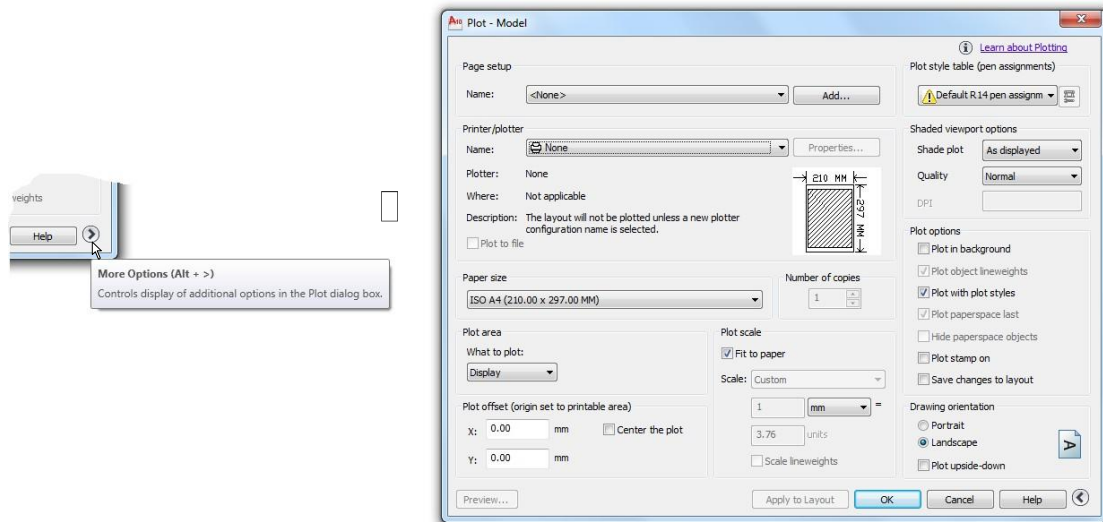 veights
Help
More Options (Alt + >)
Controls display of additional options in the Plot dialog box.
A10 Plot - Model
Learn about Plotting
Page setup
Name: <None> Add...
Plot style table (pen assignments)
Default R14 pen assignm
Printer/plotter
Name: None Properties...
Plotter: None
Where: Not applicable
Description: The layout will not be plotted unless a new plotter
configuration name is selected.
Plot to file
210 MM
297 MM
Shaded viewport options
Shade plot As displayed
Quality Normal
DPI
Paper size
ISO A4 (210.00 x 297.00 MM)
Number of copies
1
Plot options
Plot in background
Plot object lineweights
Plot with plot styles
Plot paperspace last
Hide paperspace objects
Plot stamp on
Save changes to layout
Plot area
What to plot:
Display
Plot scale
Fit to paper
Scale: Custom
1 mm =
3.76 units
Scale lineweights
Plot offset (origin set to printable area)
X: 0.00 mm Center the plot
Y: 0.00 mm
Drawing orientation
Portrait
Landscape
Plot upside-down
A
Preview... Apply to Layout OK Cancel Help